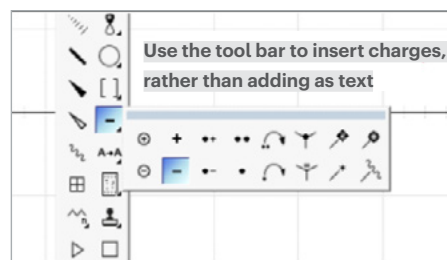 Use the tool bar to insert charges,
rather than adding as text
A→A